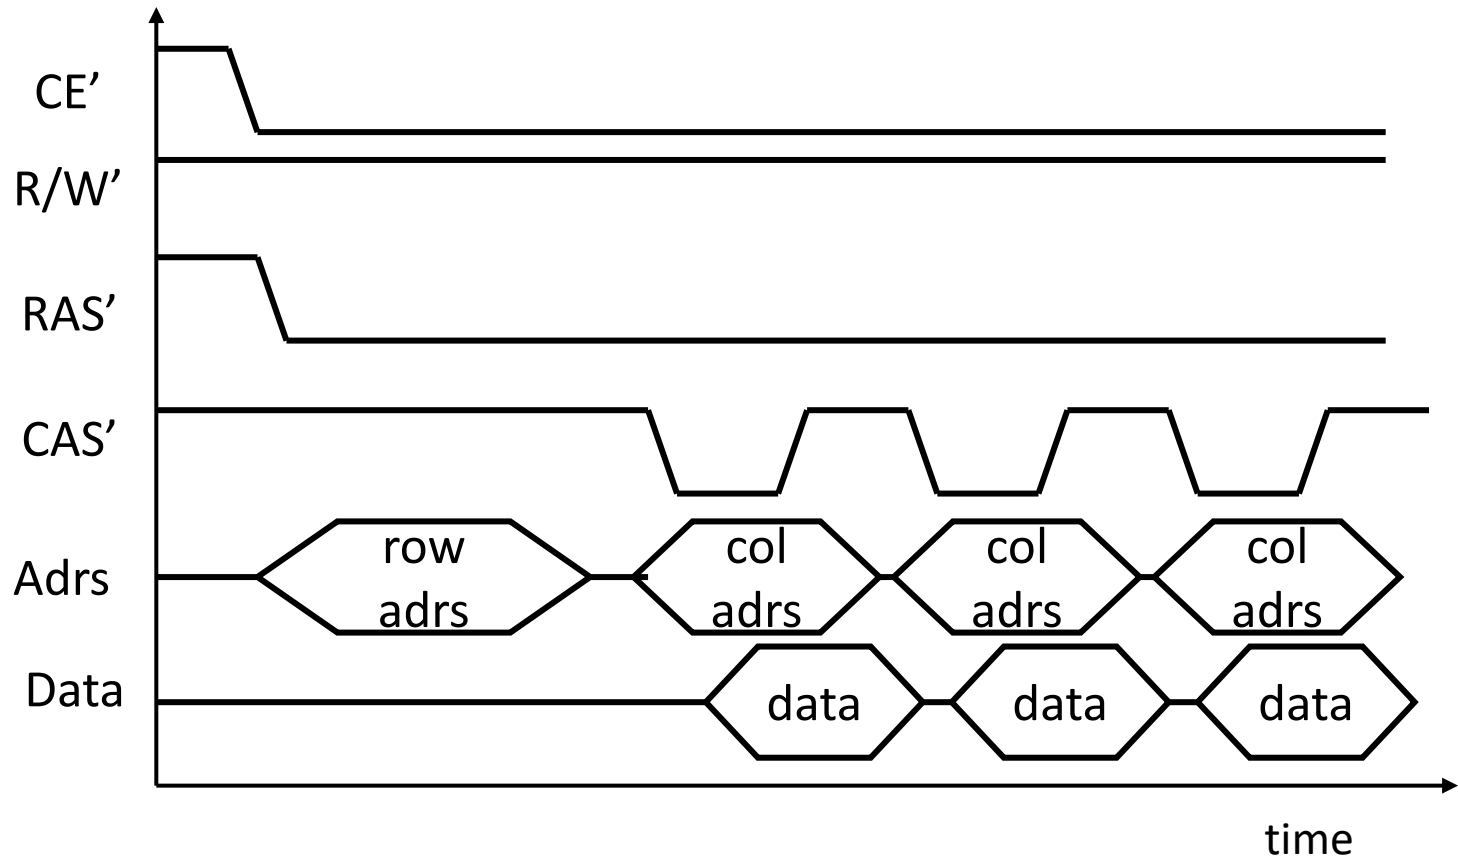 CE’
R/W’
RAS’
CAS’
Adrs
row
adrs
col
adrs
col
adrs
col
adrs
Data
data
data
data
time